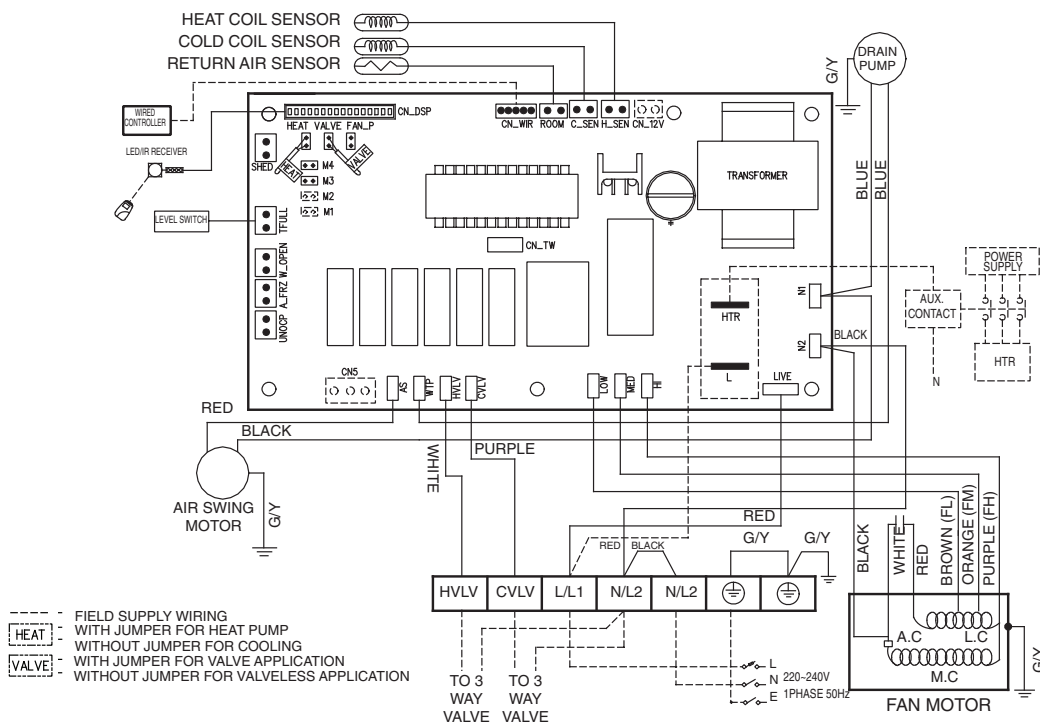 HEAT COIL SENSOR
COLD COIL SENSOR
RETURN AIR SENSOR
G/Y
DRAIN
PUMP
WIRED
CONTROLLER
CN_DSP
CN_WIR
ROOM
C_SEN
H_SEN
CN_12V
HEAT
VALVE
FAN_P
LED/IR RECEIVER
SHED
HEAT
VALVE
M4
M3
M2
M1
TRANSFORMER
BLUE
BLUE
LEVEL SWITCH
TFULL
CN_TW
W_OPEN
A_FRZ
UNOCP
POWER
SUPPLY
AUX.
CONTACT
HTR
N
HTR
L
N1
N2
BLACK
LIVE
CN5
AS
WTP
HVLV
CVLV
LOW
MED
HI
RED
BLACK
WHITE
PURPLE
AIR SWING
MOTOR
G/Y
RED
RED
BLACK
G/Y
G/Y
BLACK
WHITE
RED
BROWN (FL)
ORANGE (FM)
PURPLE (FH)
HVLV
CVLV
L/L1
N/L2
N/L2
A.C
L.C
M.C
G/Y
FAN MOTOR
FIELD SUPPLY WIRING
HEAT
- WITH JUMPER FOR HEAT PUMP
- WITHOUT JUMPER FOR COOLING
VALVE
- WITH JUMPER FOR VALVE APPLICATION
- WITHOUT JUMPER FOR VALVELESS APPLICATION
TO 3
WAY
VALVE
TO 3
WAY
VALVE
L
N
E
220~240V
1PHASE 50Hz